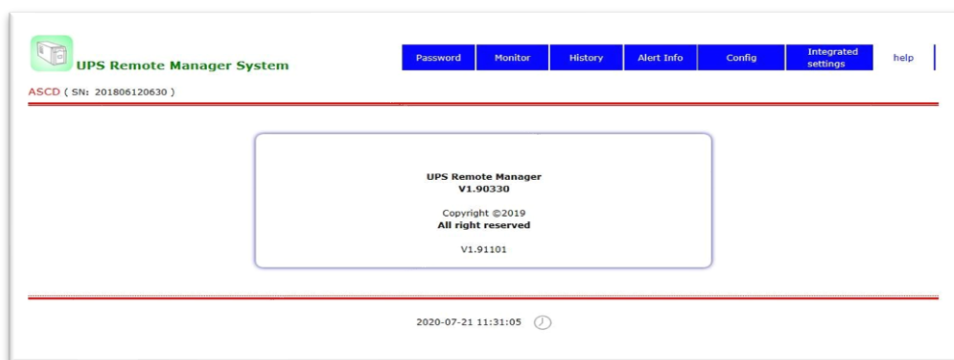 UPS Remote Manager System
Password
Monitor
History
Alert Info
Config
Integrated
settings
help
ASCD ( SN: 201806120630 )
UPS Remote Manager
V1.90330
Copyright ©2019
All right reserved
V1.91101
2020-07-21 11:31:05